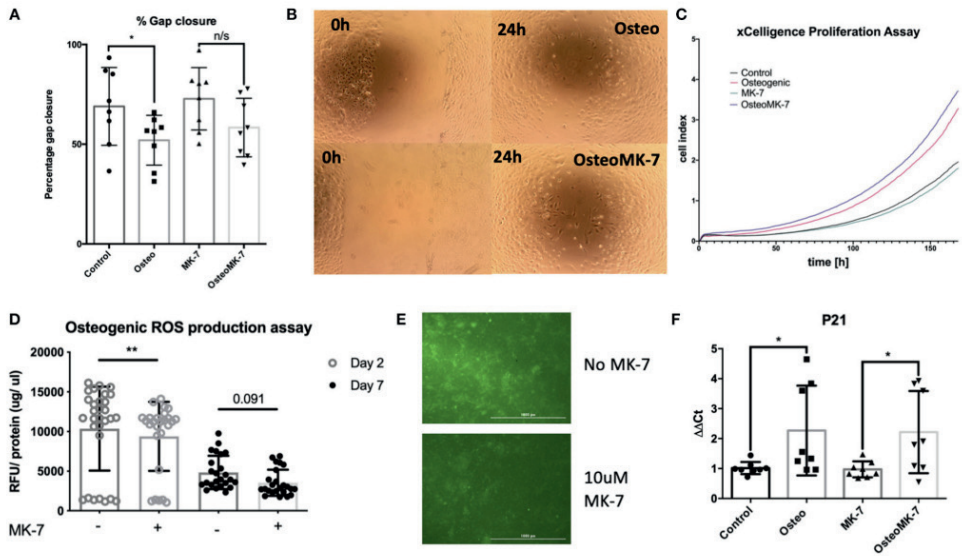 A
% Gap closure
Percentage gap closure
100
50
0
*
n/s
Control
Osteo
MK-7
OsteoMK-7
B
0h
24h
Osteo
0h
24h
OsteoMK-7
C
xCelligence Proliferation Assay
cell index
5
4
3
2
1
0
Control
Osteogenic
MK-7
OsteoMK-7
0
50
100
150
time [h]
D
Osteogenic ROS production assay
RFU/ protein (ug/ ul)
20000
15000
10000
5000
0
**
0.091
Day 2
Day 7
MK-7
-
+
-
+
E
No MK-7
10uM
MK-7
F
P21
ΔΔCt
6
4
2
1
0
*
*
Control
Osteo
MK-7
OsteoMK-7